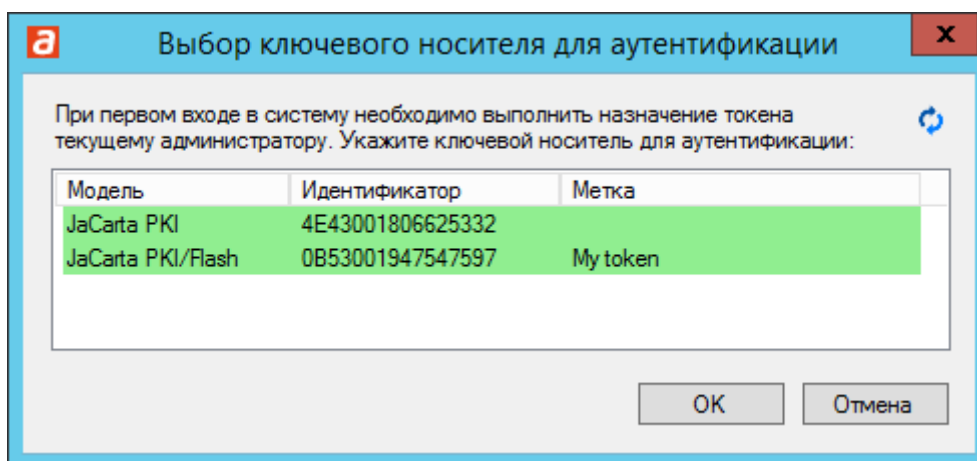 a
Выбор ключевого носителя для аутентификации
x
При первом входе в систему необходимо выполнить назначение токена
текущему администратору. Укажите ключевой носитель для аутентификации:
Модель Идентификатор Метка
JaCarta PKI 4E43001806625332
JaCarta PKI/Flash 0B53001947547597 My token
OK Отмена